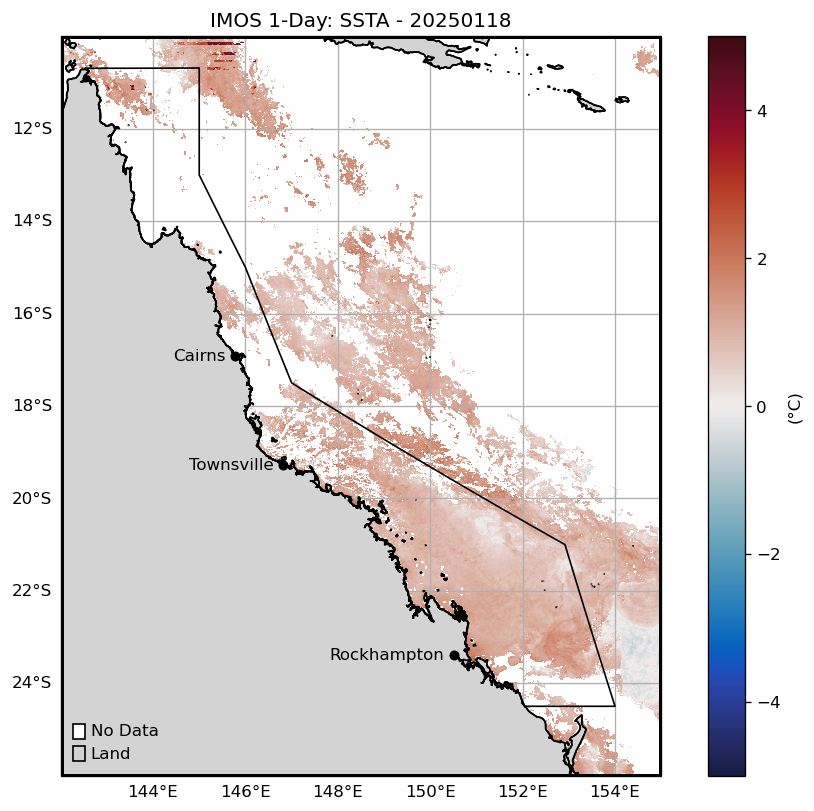 IMOS 1-Day: SSTA - 20250118
12°S
14°S
16°S
18°S
20°S
22°S
24°S
Cairns
Townsville
Rockhampton
No Data
Land
144°E 146°E 148°E 150°E 152°E 154°E
4
2
0
−2
−4
(°C)